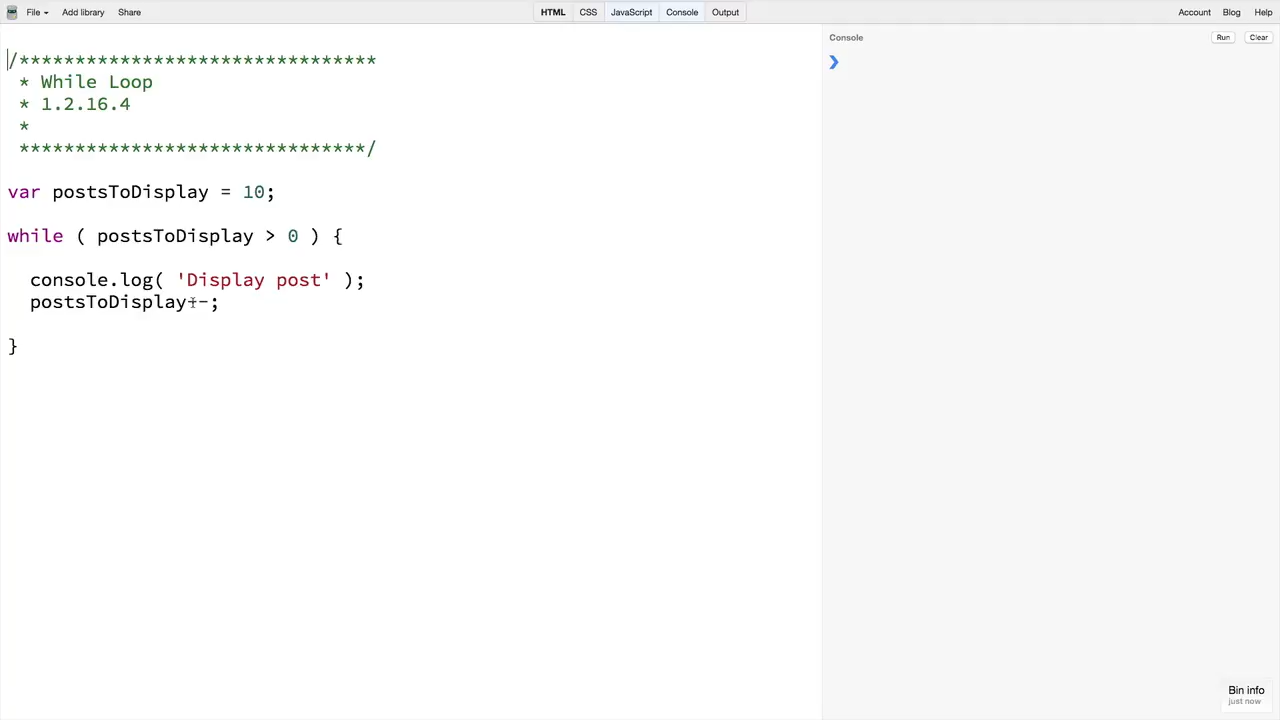 File Add library Share HTML CSS JavaScript Console Output Account Blog Help
Console Run Clear
/********************************
* While Loop
* 1.2.16.4
*
*******************************/
var postsToDisplay = 10;
while ( postsToDisplay > 0 ) {
console.log( 'Display post' );
postsToDisplay--;
}
Bin info
just now